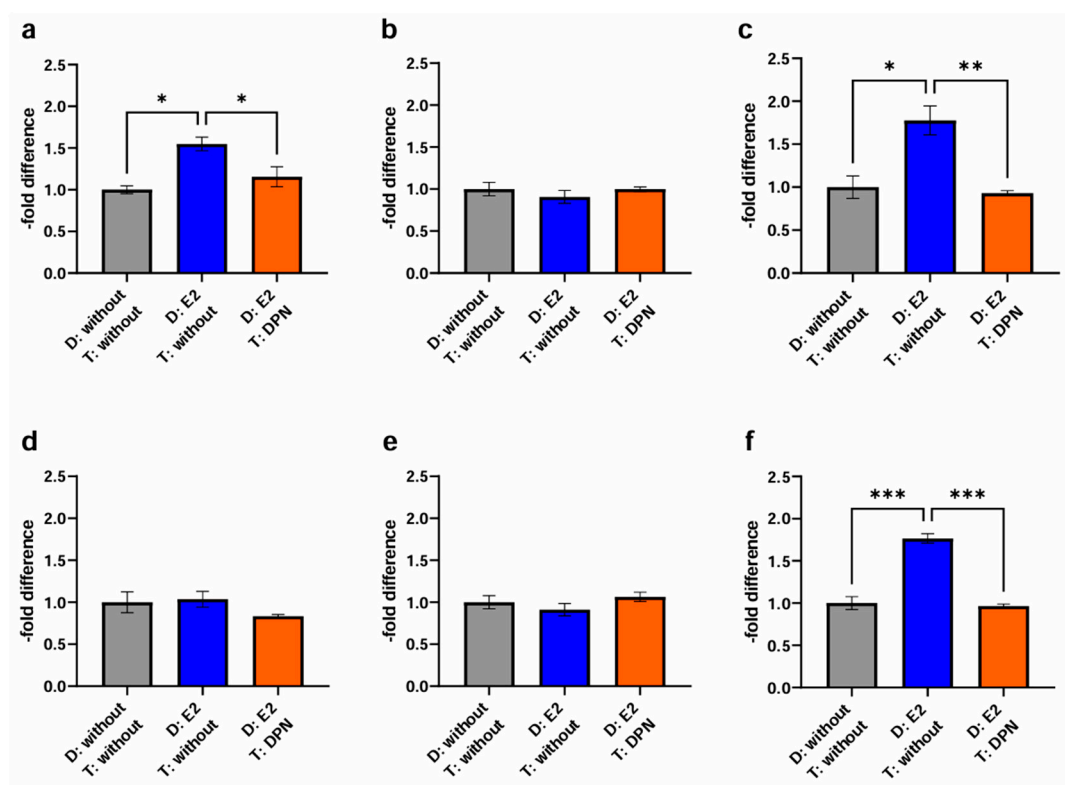 a
-fold difference
2.5
2.0
1.5
1.0
0.5
0.0
*
*
D: without
T: without
D: E2
T: without
D: E2
T: DPN
b
-fold difference
2.5
2.0
1.5
1.0
0.5
0.0
D: without
T: without
D: E2
T: without
D: E2
T: DPN
c
-fold difference
2.5
2.0
1.5
1.0
0.5
0.0
*
**
D: without
T: without
D: E2
T: without
D: E2
T: DPN
d
-fold difference
2.5
2.0
1.5
1.0
0.5
0.0
D: without
T: without
D: E2
T: without
D: E2
T: DPN
e
-fold difference
2.5
2.0
1.5
1.0
0.5
0.0
D: without
T: without
D: E2
T: without
D: E2
T: DPN
f
-fold difference
2.5
2.0
1.5
1.0
0.5
0.0
***
***
D: without
T: without
D: E2
T: without
D: E2
T: DPN